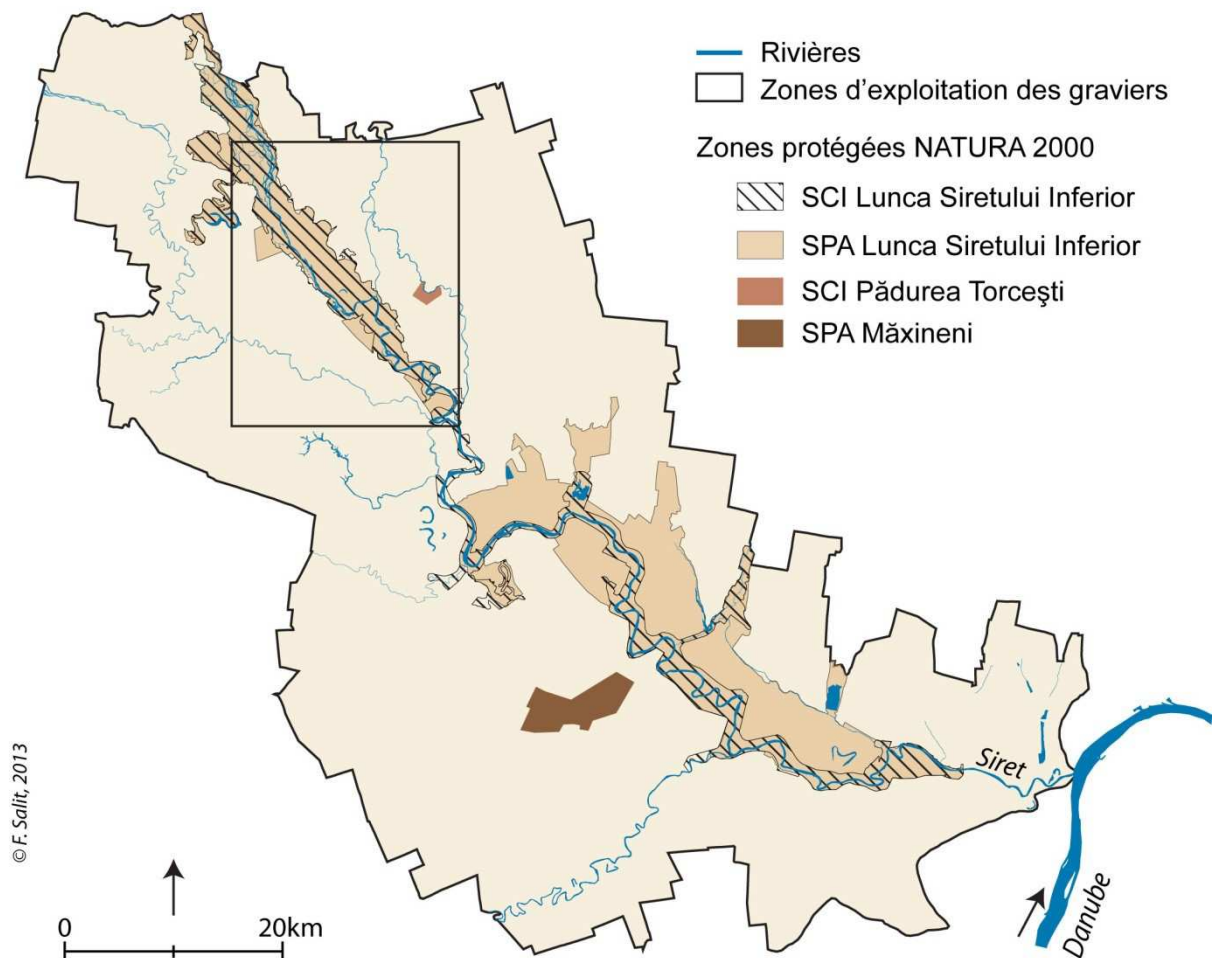 Rivières
Zones d'exploitation des graviers
Zones protégées NATURA 2000
SCI Lunca Siretului Inferior
SPA Lunca Siretului Inferior
SCI Pădurea Torceşti
SPA Măxineni
Siret
Danube
© F. Salit, 2013
0 20km